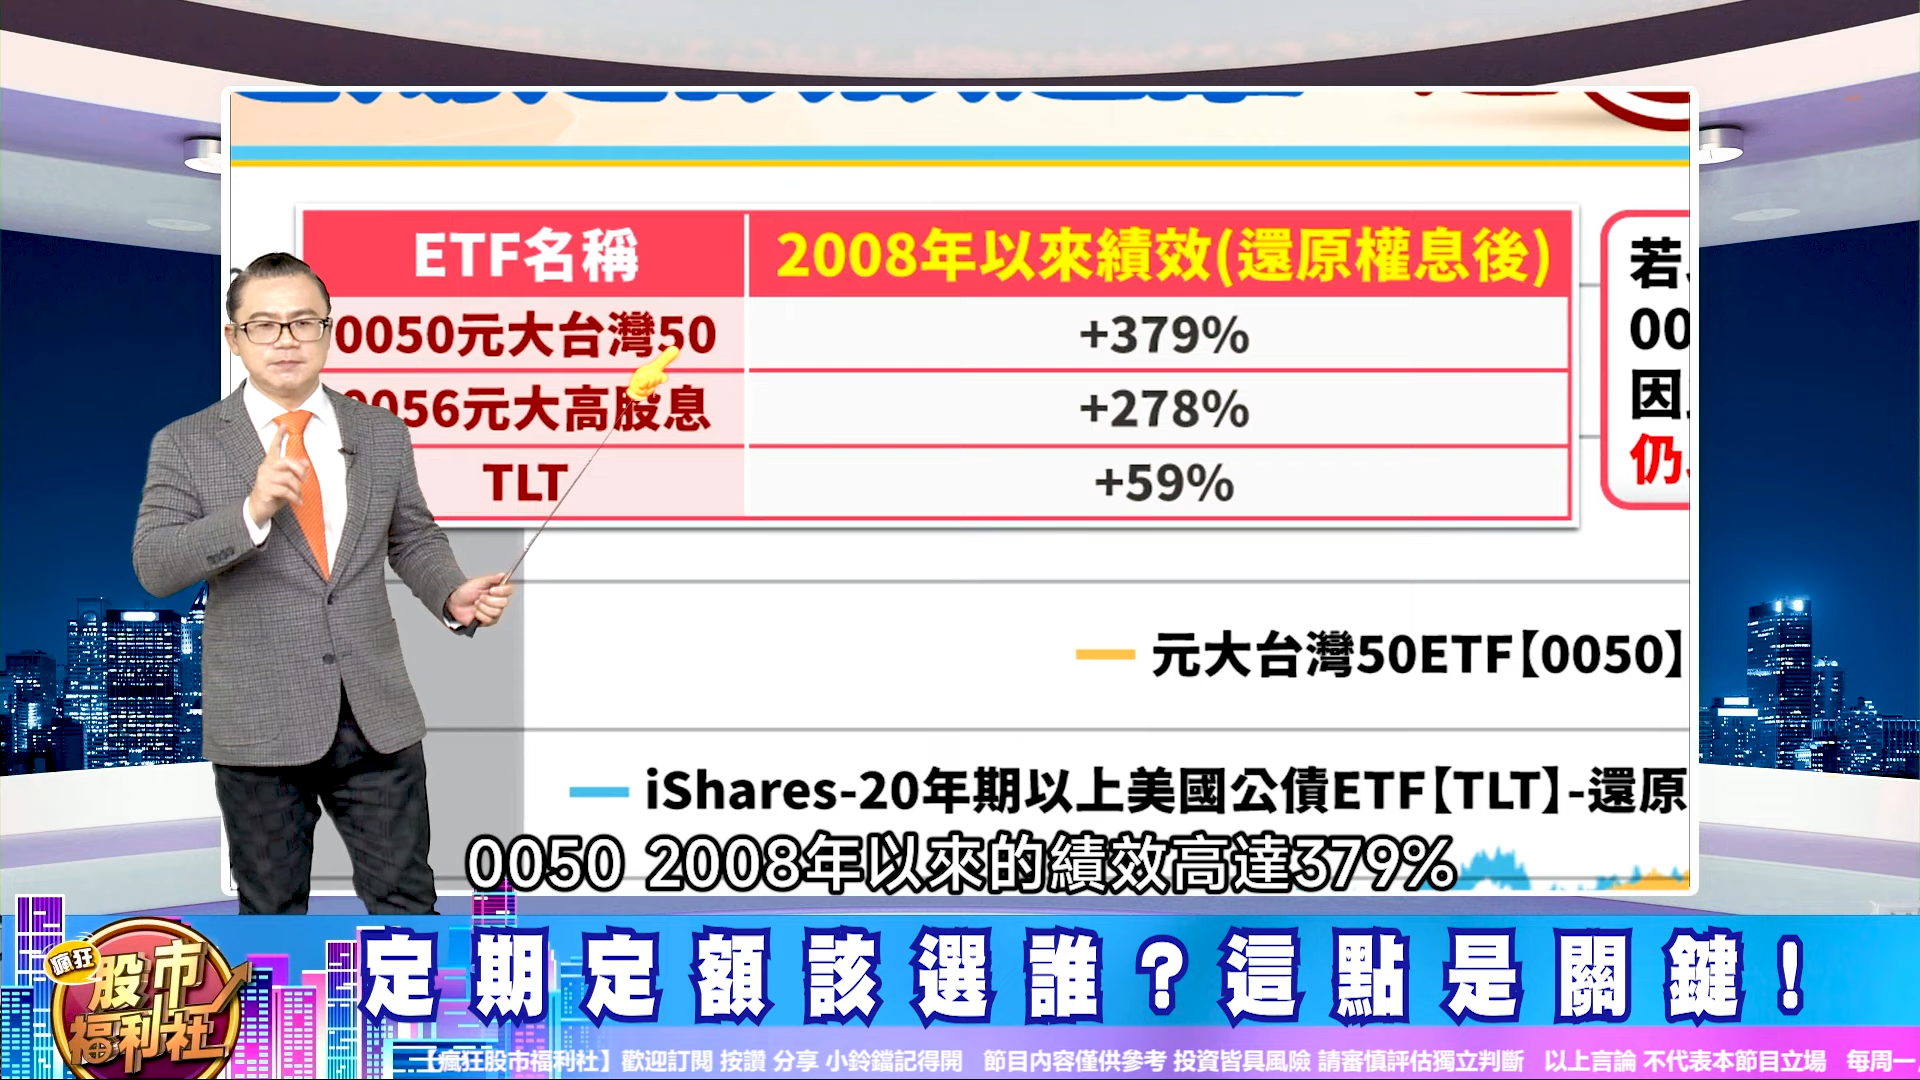 ETF名稱
2008年以來績效(還原權息後)
0050元大台灣50
+379%
0056元大高股息
+278%
TLT
+59%
若
00
因
仍
元大台灣50ETF【0050】
iShares-20年期以上美國公債ETF【TLT】-還原
0050 2008年以來的績效高達379%
定期定額該選誰?這點是關鍵!
瘋狂
股市
福利社
【瘋狂股市福利社】歡迎訂閱 按讚 分享 小鈴鐺記得開 節目內容僅供參考 投資皆具風險 請審慎評估獨立判斷 以上言論 不代表本節目立場 每周一